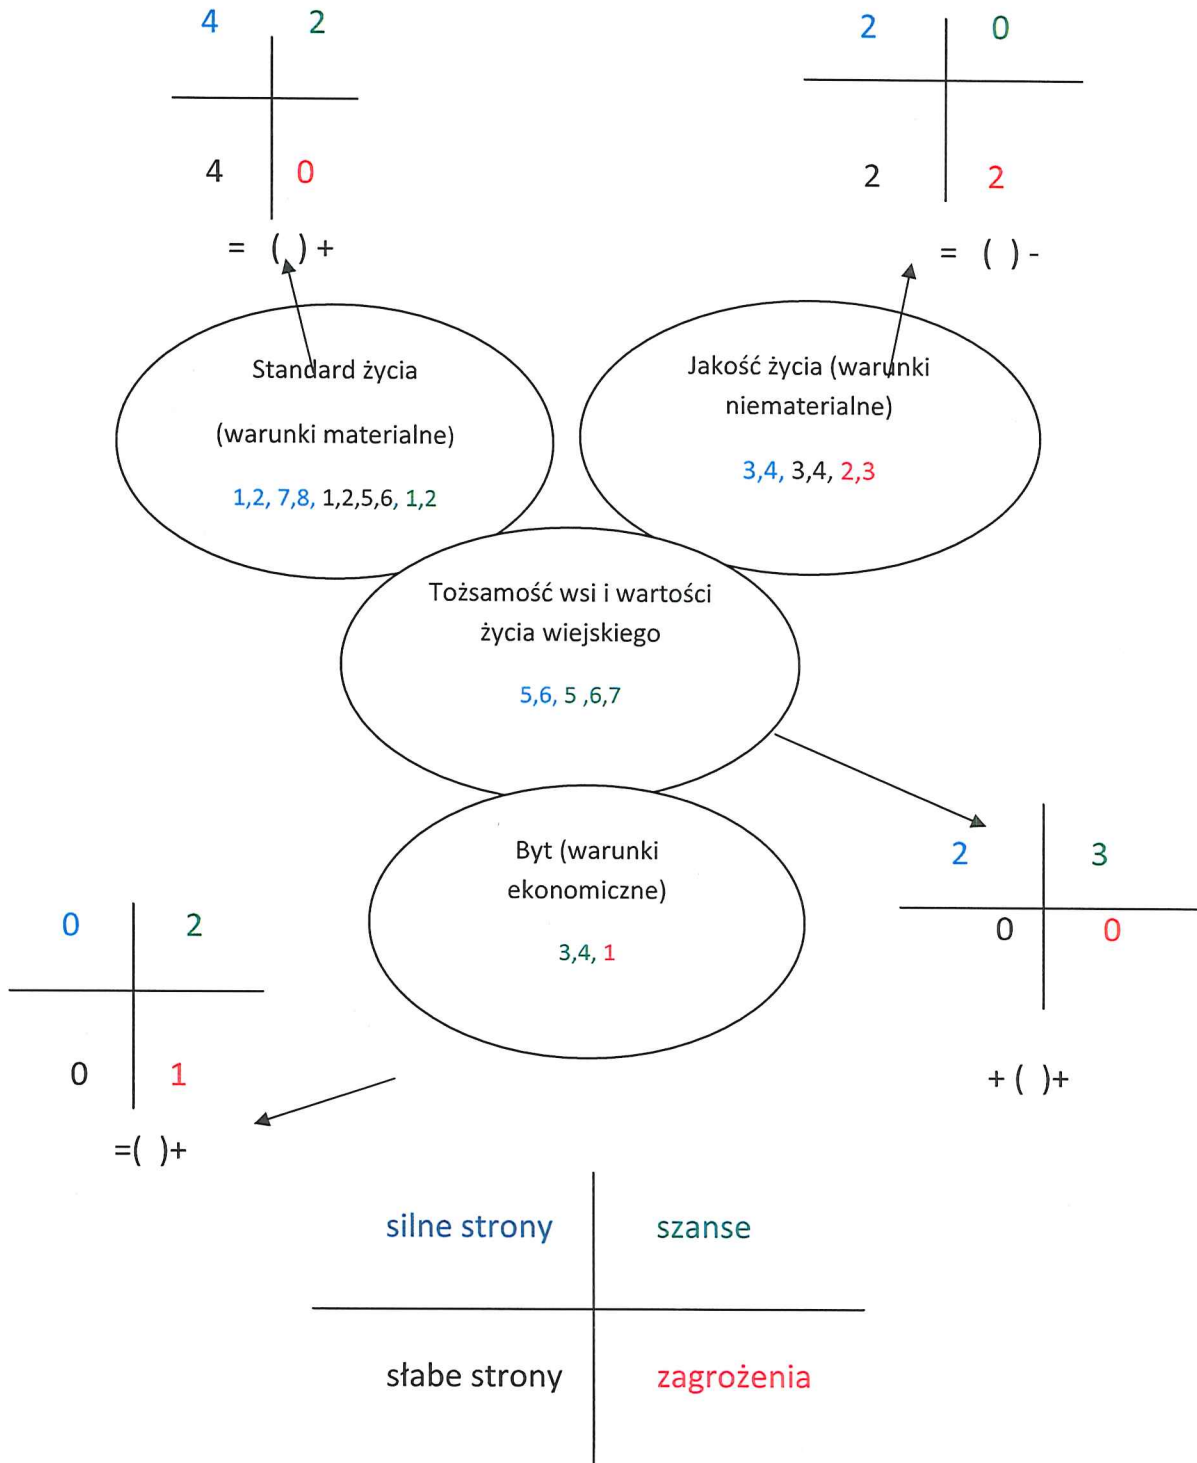 4 2
4 0
= ( ) +
2 0
2 2
= ( ) -
Standard życia
(warunki materialne)
1,2, 7,8, 1,2,5,6, 1,2
Jakość życia (warunki
niematerialne)
3,4, 3,4, 2,3
Tożsamość wsi i wartości
życia wiejskiego
5,6, 5 ,6,7
2 3
0 0
+ ( )+
Byt (warunki
ekonomiczne)
3,4, 1
0 2
0 1
=( )+
silne strony szanse
słabe strony zagrożenia